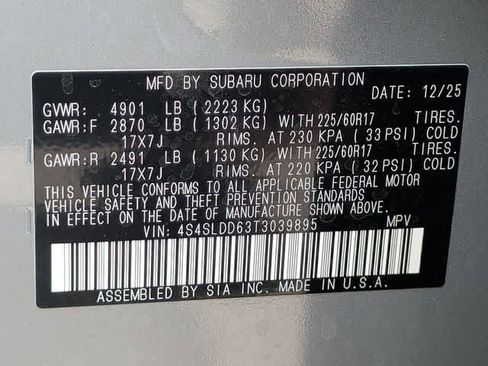 MFD BY SUBARU CORPORATION
DATE: 12/25
GVWR: 4901 LB (2223 KG)
GAWR:F 2870 LB (1302 KG) WITH 225/60R17 TIRES.
17X7J RIMS. AT 230 KPA (33 PSI) COLD
GAWR:R 2491 LB (1130 KG) WITH 225/60R17 TIRES.
17X7J RIMS. AT 220 KPA (32 PSI) COLD
THIS VEHICLE CONFORMS TO ALL APPLICABLE FEDERAL MOTOR
VEHICLE SAFETY AND THEFT PREVENTION STANDARDS
IN EFFECT ON THE DATE OF MANUFACTURE SHOWN ABOVE.
VIN: 4S4SLDD63T3039895 MPV
ASSEMBLED BY SIA INC. MADE IN U.S.A.